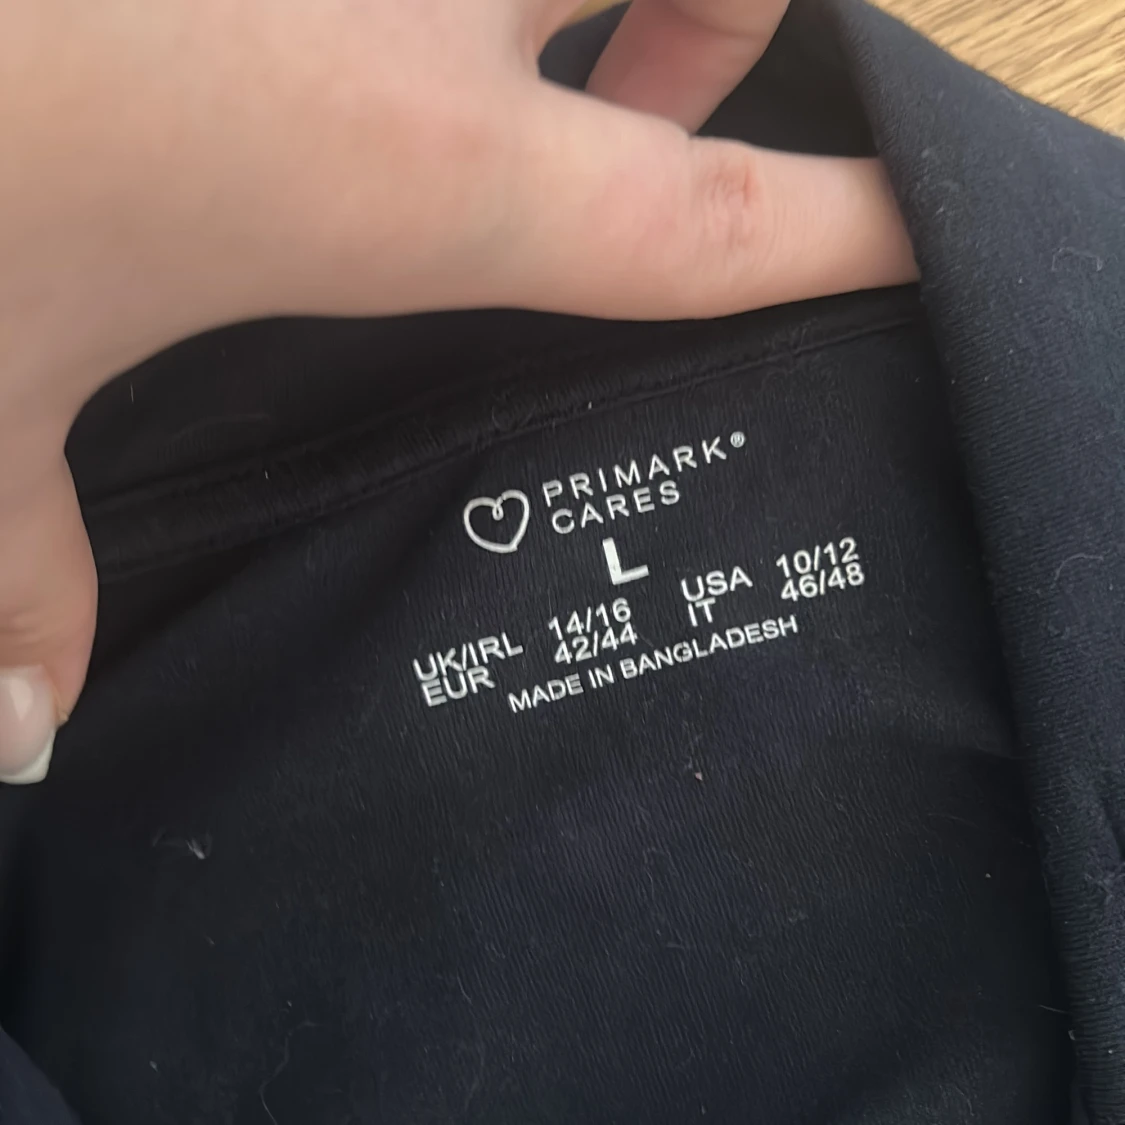 PRIMARK®
CARES
L
UK/IRL 14/16 USA 10/12
EUR 42/44 IT 46/48
MADE IN BANGLADESH